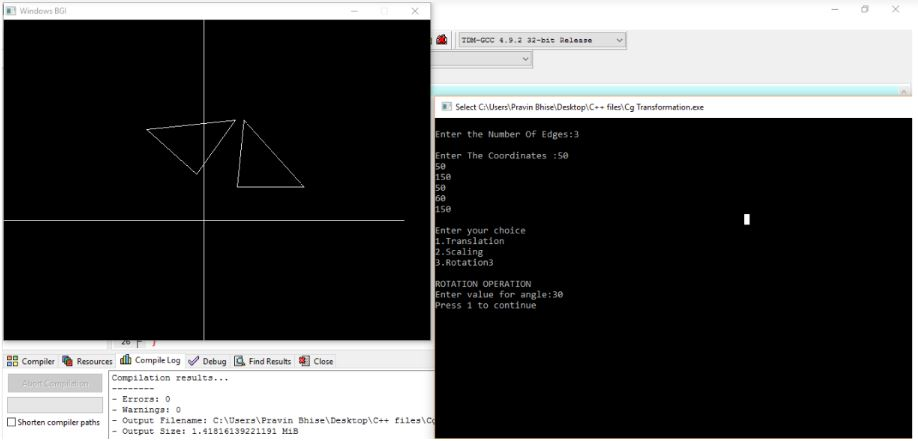 Windows BGI
TDM-GCC 4.9.2 32-bit Release
Select C:\Users\Pravin Bhise\Desktop\C++ files\Cg Transformation.exe
Enter the Number Of Edges:3
Enter The Coordinates :50
50
150
50
60
150
Enter your choice
1.Translation
2.Scaling
3.Rotation3
ROTATION OPERATION
Enter value for angle:30
Press 1 to continue
26
Compiler Resources Compile Log Debug Find Results Close
Abort Compilation
Shorten compiler paths
Compilation results...
--------
- Errors: 0
- Warnings: 0
- Output Filename: C:\Users\Pravin Bhise\Desktop\C++ files\Cg
- Output Size: 1.41816139221191 MiB